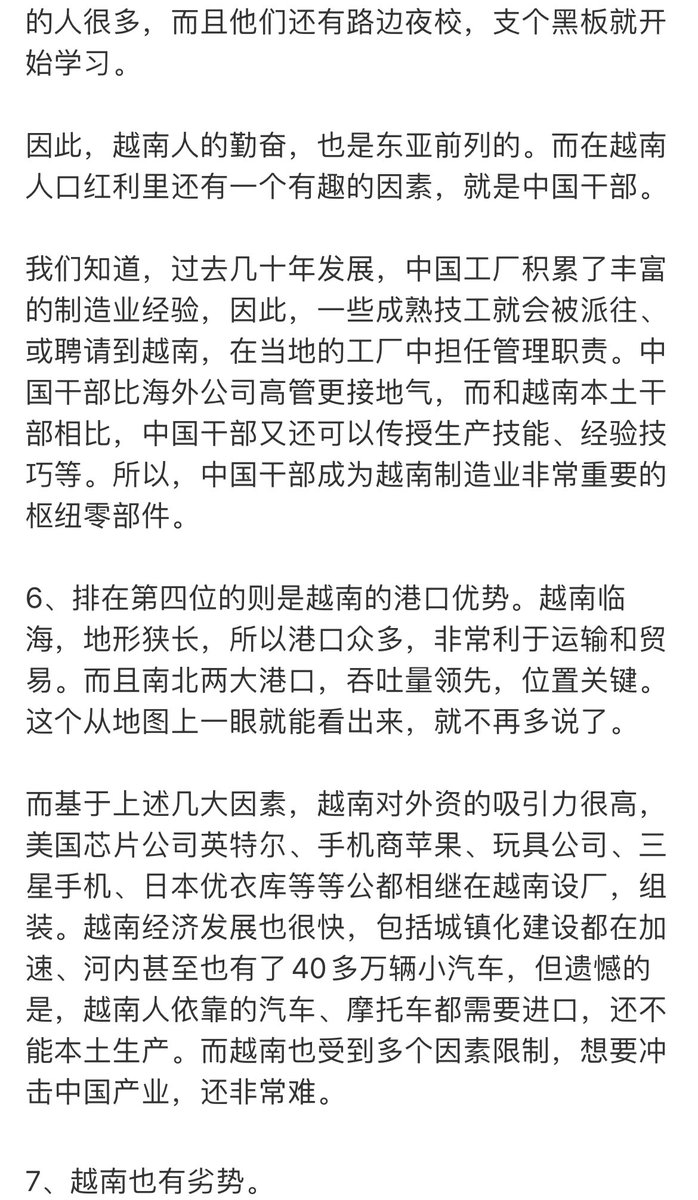 的人很多，而且他们还有路边夜校，支个黑板就开
始学习。
因此，越南人的勤奋，也是东亚前列的。而在越南
人口红利里还有一个有趣的因素，就是中国干部。
我们知道，过去几十年发展，中国工厂积累了丰富
的制造业经验，因此，一些成熟技工就会被派往、
或聘请到越南，在当地的工厂中担任管理职责。中
国干部比海外公司高管更接地气，而和越南本土干
部相比，中国干部又还可以传授生产技能、经验技
巧等。所以，中国干部成为越南制造业非常重要的
枢纽零部件。
6、排在第四位的则是越南的港口优势。越南临
海，地形狭长，所以港口众多，非常利于运输和贸
易。而且南北两大港口，吞吐量领先，位置关键。
这个从地图上一眼就能看出来，就不再多说了。
而基于上述几大因素，越南对外资的吸引力很高，
美国芯片公司英特尔、手机商苹果、玩具公司、三
星手机、日本优衣库等等公都相继在越南设厂，组
装。越南经济发展也很快，包括城镇化建设都在加
速、河内甚至也有了40多万辆小汽车，但遗憾的
是，越南人依靠的汽车、摩托车都需要进口，还不
能本土生产。而越南也受到多个因素限制，想要冲
击中国产业，还非常难。
7、越南也有劣势。